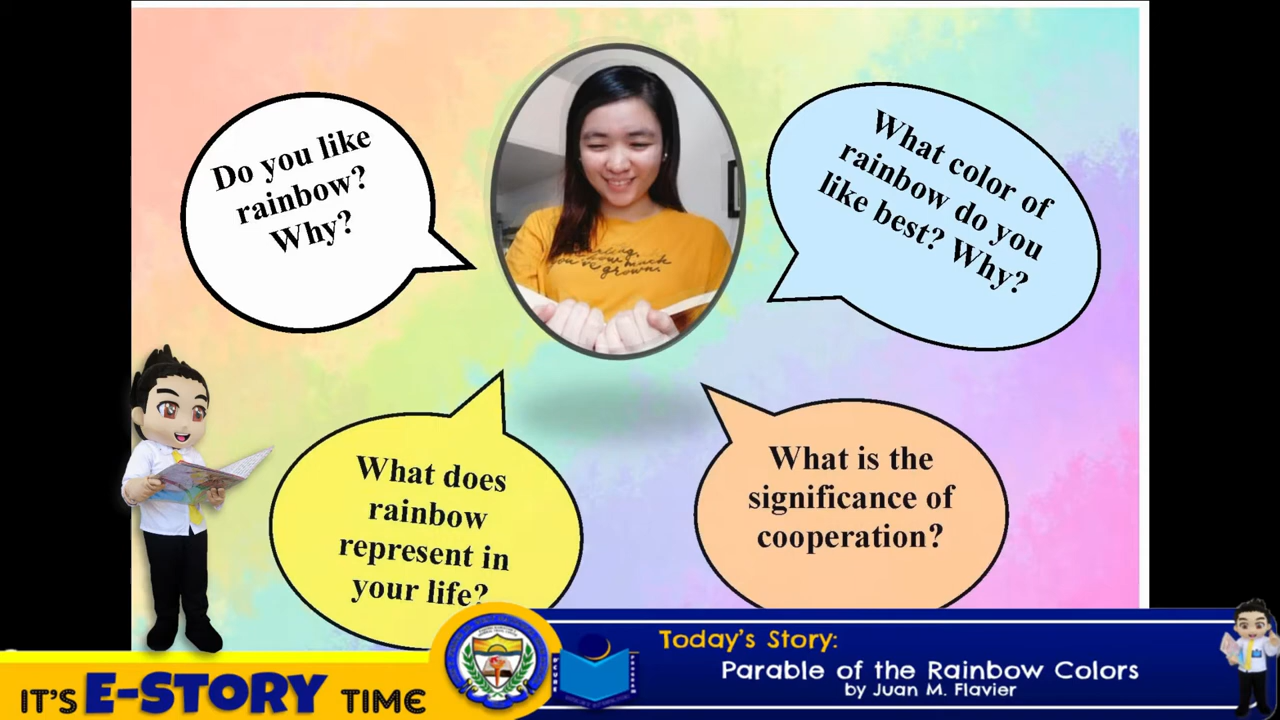 Do you like
rainbow?
Why?
What color of
rainbow do you
like best? Why?
What does
rainbow
represent in
your life?
What is the
significance of
cooperation?
Today's Story:
Parable of the Rainbow Colors
by Juan M. Flavier
IT'S E-STORY TIME